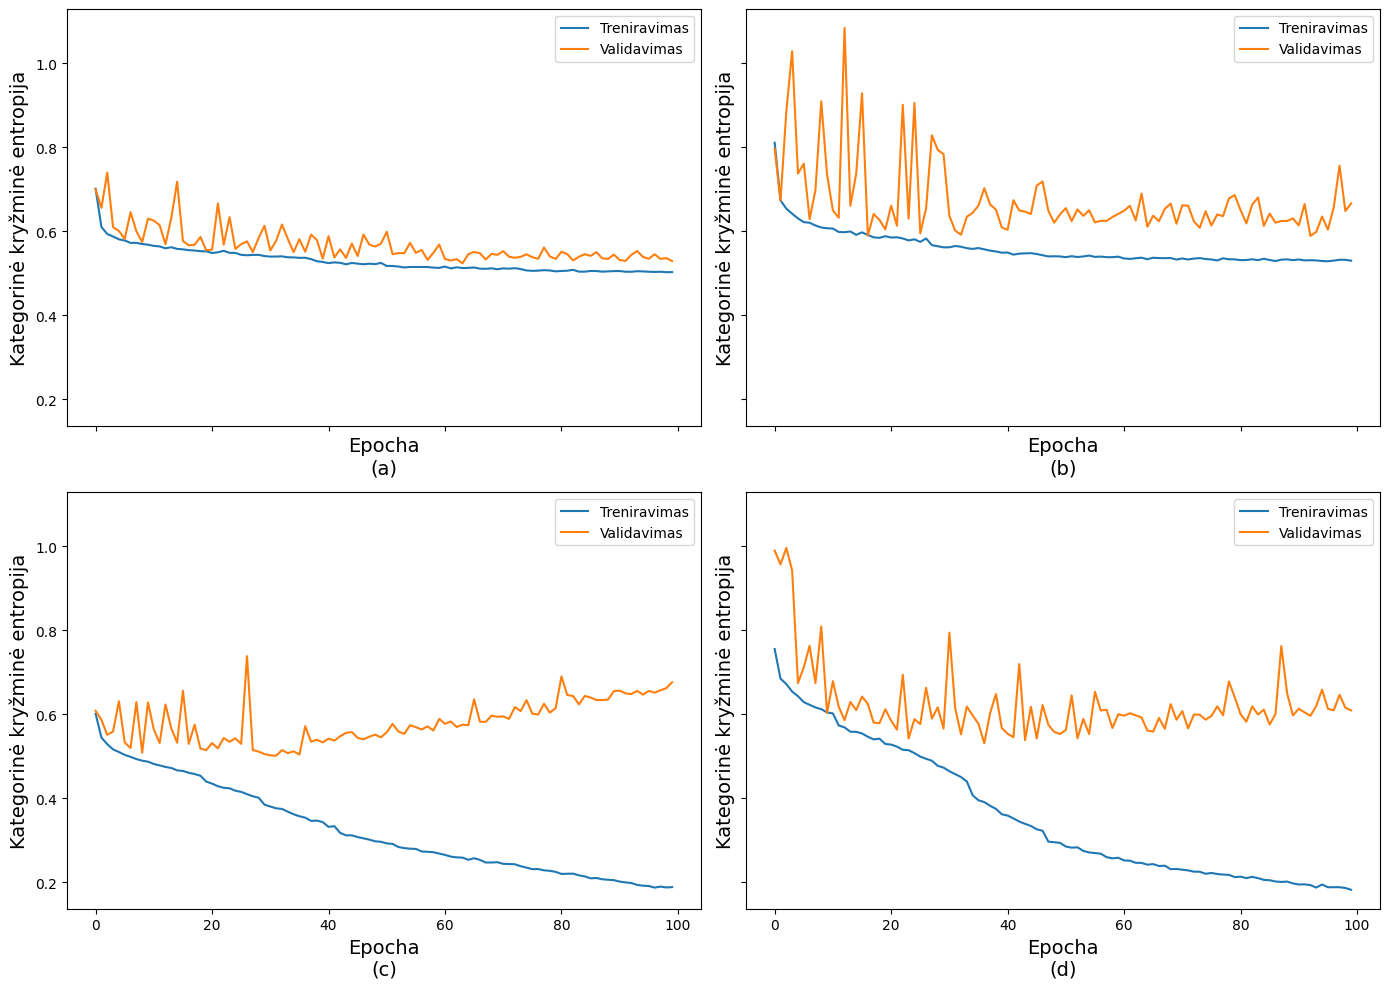 Treniravimas
Validavimas
Kategorinė kryžminė entropija
1.0
0.8
0.6
0.4
0.2
Epocha
(a)
Treniravimas
Validavimas
Kategorinė kryžminė entropija
Epocha
(b)
Treniravimas
Validavimas
Kategorinė kryžminė entropija
1.0
0.8
0.6
0.4
0.2
0 20 40 60 80 100
Epocha
(c)
Treniravimas
Validavimas
Kategorinė kryžminė entropija
0 20 40 60 80 100
Epocha
(d)